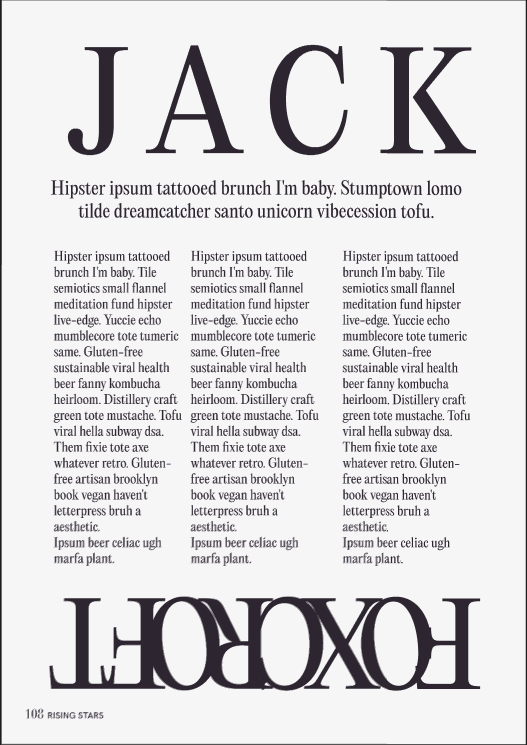 JACK
Hipster ipsum tattooed brunch I'm baby. Stumptown lomo
tilde dreamcatcher santo unicorn vibecession tofu.
Hipster ipsum tattooed
brunch I'm baby. Tile
semiotics small flannel
meditation fund hipster
live-edge. Yuccie echo
mumblecore tote tumeric
same. Gluten-free
sustainable viral health
beer fanny kombucha
heirloom. Distillery craft
green tote mustache. Tofu
viral hella subway dsa.
Them fixie tote axe
whatever retro. Gluten-
free artisan brooklyn
book vegan haven't
letterpress bruh a
aesthetic.
Ipsum beer celiac ugh
marfa plant.
Hipster ipsum tattooed
brunch I'm baby. Tile
semiotics small flannel
meditation fund hipster
live-edge. Yuccie echo
mumblecore tote tumeric
same. Gluten-free
sustainable viral health
beer fanny kombucha
heirloom. Distillery craft
green tote mustache. Tofu
viral hella subway dsa.
Them fixie tote axe
whatever retro. Gluten-
free artisan brooklyn
book vegan haven't
letterpress bruh a
aesthetic.
Ipsum beer celiac ugh
marfa plant.
Hipster ipsum tattooed
brunch I'm baby. Tile
semiotics small flannel
meditation fund hipster
live-edge. Yuccie echo
mumblecore tote tumeric
same. Gluten-free
sustainable viral health
beer fanny kombucha
heirloom. Distillery craft
green tote mustache. Tofu
viral hella subway dsa.
Them fixie tote axe
whatever retro. Gluten-
free artisan brooklyn
book vegan haven't
letterpress bruh a
aesthetic.
Ipsum beer celiac ugh
marfa plant.
FOXCROFT
108 RISING STARS